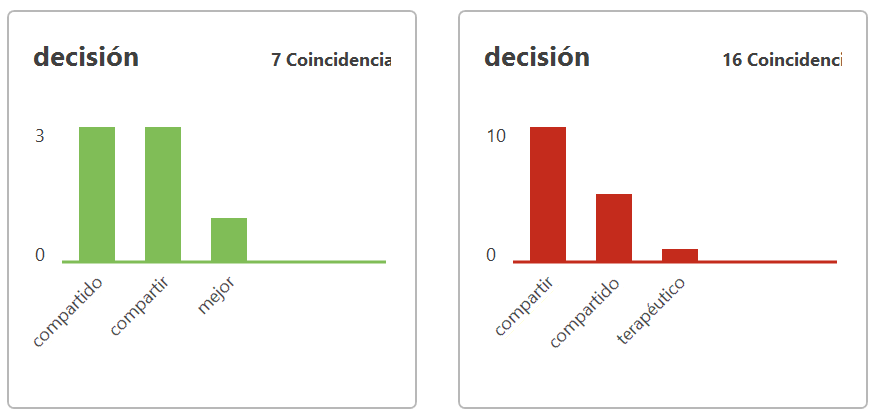 decisión
7 Coincidencia
3
0
compartido
compartir
mejor
decisión
16 Coincidenci
10
0
compartir
compartido
terapéutico